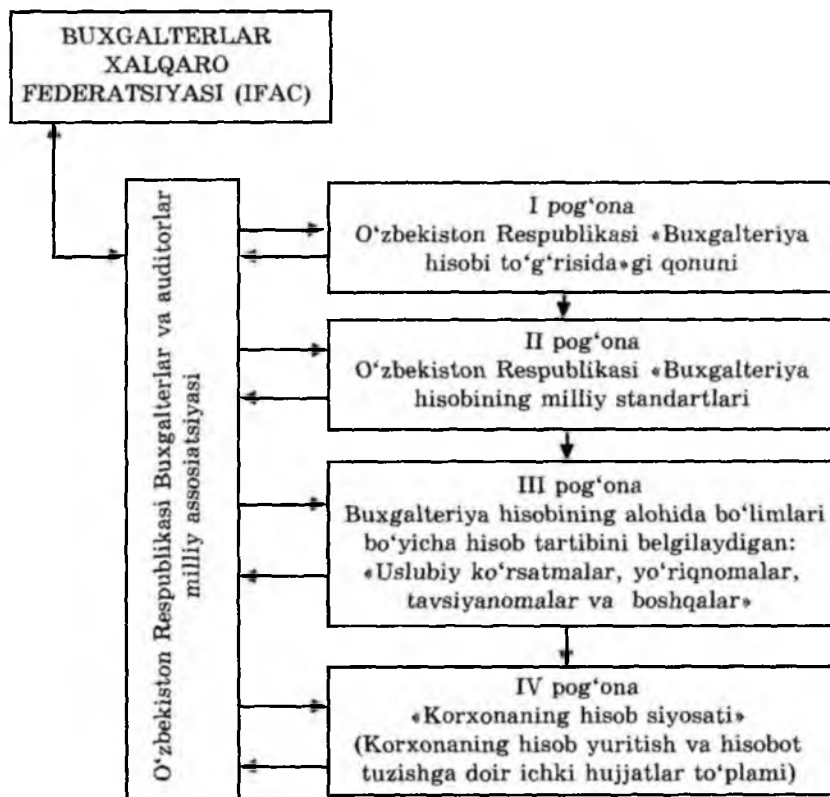 BUXGALTERLAR
XALQARO
FEDERATSIYASI (IFAC)
O‘zbekiston Respublikasi Buxgalterlar va auditorlar
milliy assosiatsiyasi
I pog‘ona
O‘zbekiston Respublikasi «Buxgalteriya
hisobi to‘g‘risida»gi qonuni
II pog‘ona
O‘zbekiston Respublikasi «Buxgalteriya
hisobining milliy standartlari
III pog‘ona
Buxgalteriya hisobining alohida bo‘limlari
bo‘yicha hisob tartibini belgilaydigan:
«Uslubiy ko‘rsatmalar, yo‘riqnomalar,
tavsiyanomalar va boshqalar»
IV pog‘ona
«Korxonaning hisob siyosati»
(Korxonaning hisob yuritish va hisobot
tuzishga doir ichki hujjatlar to‘plami)